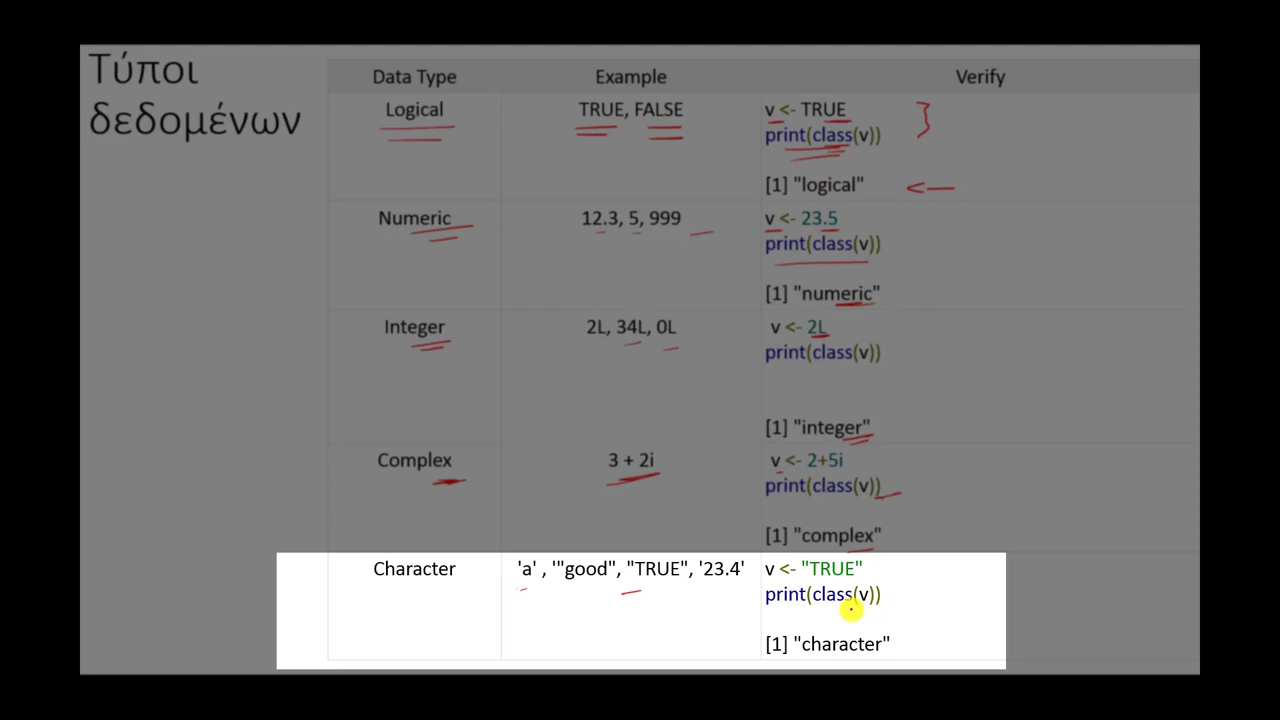 Τύποι
δεδομένων
Data Type Example Verify
Logical TRUE, FALSE v <- TRUE
print(class(v))
[1] "logical"
Numeric 12.3, 5, 999 v <- 23.5
print(class(v))
[1] "numeric"
Integer 2L, 34L, 0L v <- 2L
print(class(v))
[1] "integer"
Complex 3 + 2i v <- 2+5i
print(class(v))
[1] "complex"
Character 'a' , '"good", "TRUE", '23.4' v <- "TRUE"
print(class(v))
[1] "character"